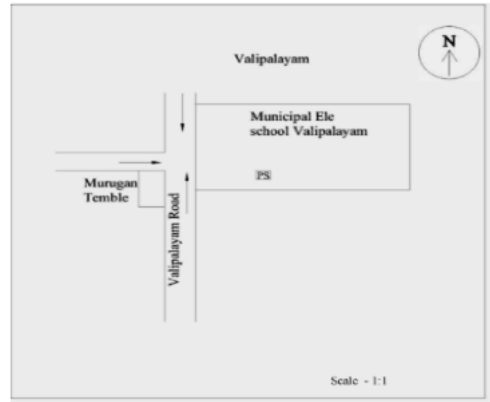 Valipalayam
N
Municipal Ele
school Valipalayam
PS
Murugan
Temble
Valipalayam Road
Scale - 1:1